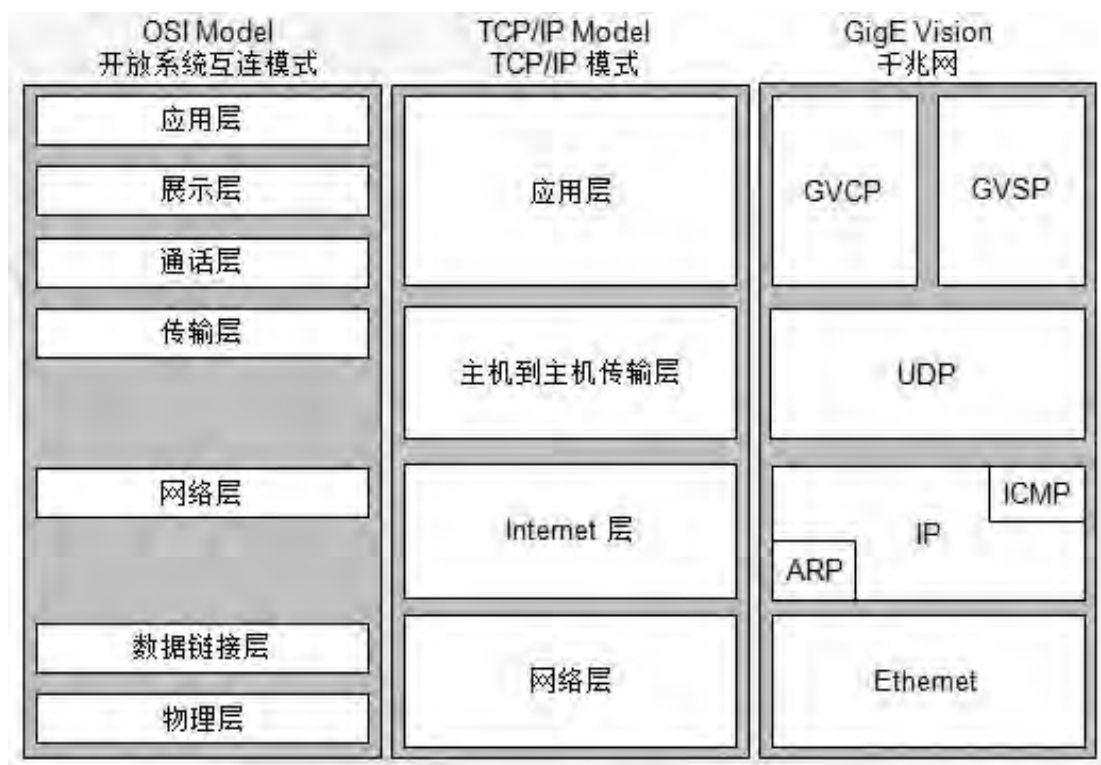 OSI Model
开放系统互连模式
应用层
展示层
通话层
传输层
网络层
数据链接层
物理层
TCP/IP Model
TCP/IP 模式
应用层
主机到主机传输层
Internet 层
网络层
GigE Vision
千兆网
GVCP
GVSP
UDP
ICMP
IP
ARP
Ethernet